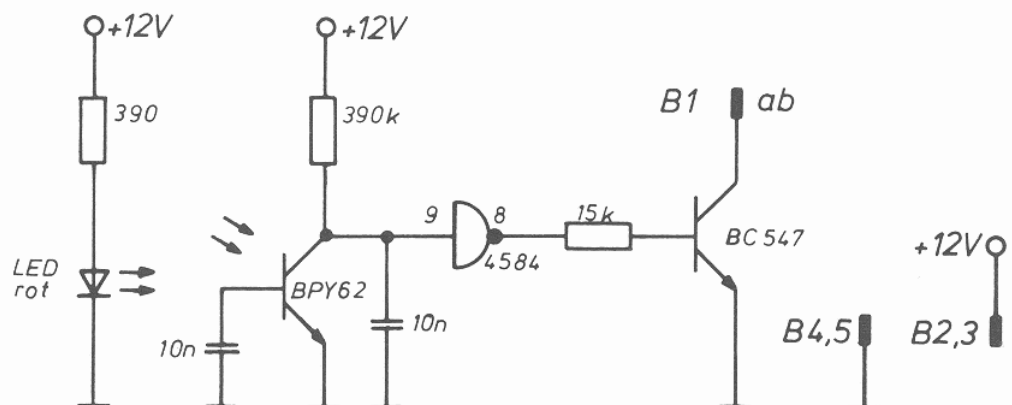 +12V
+12V
390
390k
B1 ab
9
8
15k
4584
BC547
+12V
LED
rot
BPY62
10n
10n
B4,5
B2,3